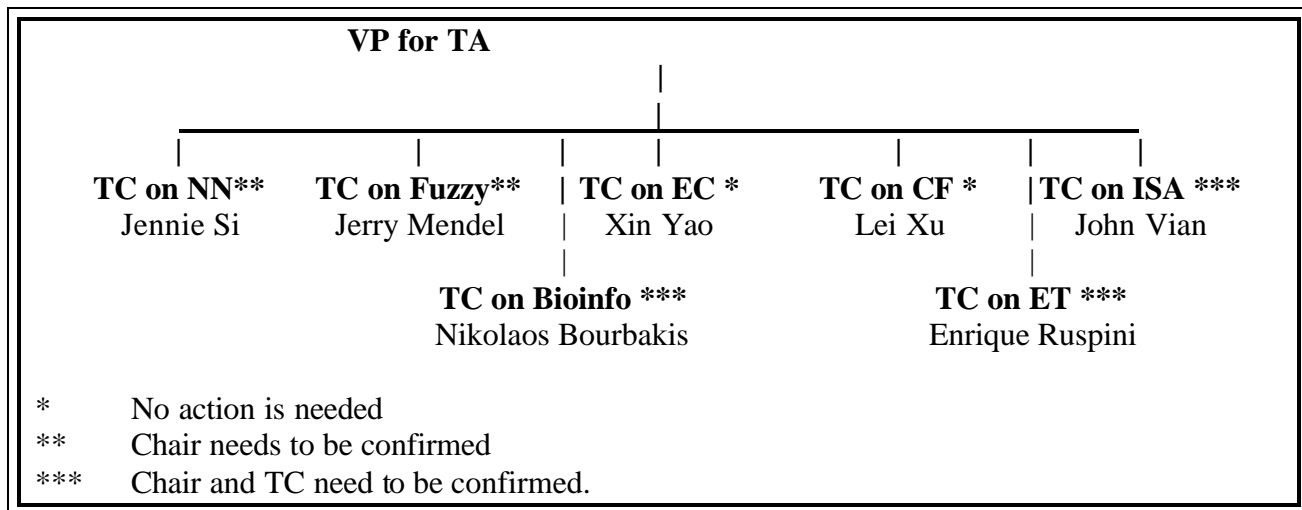 VP for TA
TC on NN** TC on Fuzzy** TC on EC * TC on CF * TC on ISA ***
Jennie Si Jerry Mendel Xin Yao Lei Xu John Vian
TC on Bioinfo *** TC on ET ***
Nikolaos Bourbakis Enrique Ruspini
* No action is needed
** Chair needs to be confirmed
*** Chair and TC need to be confirmed.